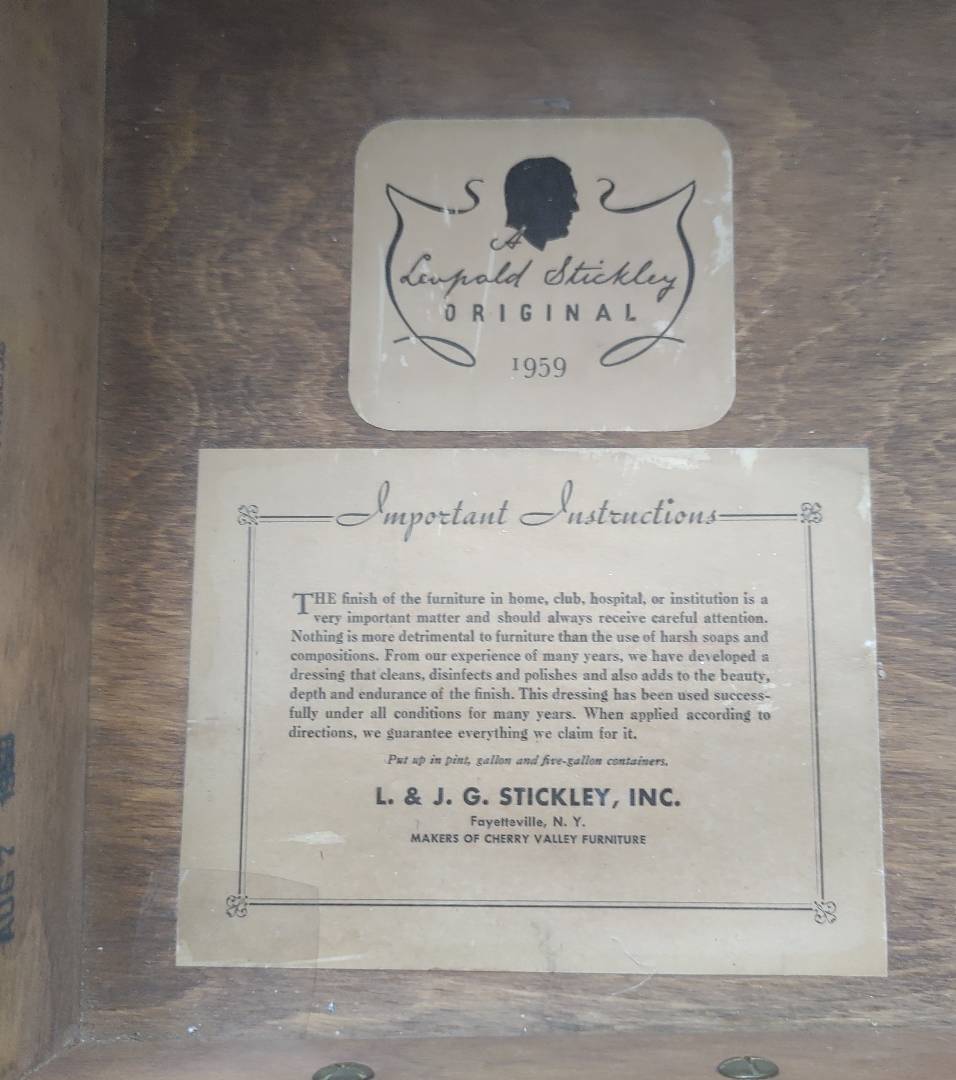 A
Leopold Stickley
ORIGINAL
1959
Important Instructions
THE finish of the furniture in home, club, hospital, or institution is a
very important matter and should always receive careful attention.
Nothing is more detrimental to furniture than the use of harsh soaps and
compositions. From our experience of many years, we have developed a
dressing that cleans, disinfects and polishes and also adds to the beauty,
depth and endurance of the finish. This dressing has been used success-
fully under all conditions for many years. When applied according to
directions, we guarantee everything we claim for it.
Put up in pint, gallon and five-gallon containers.
L. & J. G. STICKLEY, INC.
Fayetteville, N. Y.
MAKERS OF CHERRY VALLEY FURNITURE
AUG 7